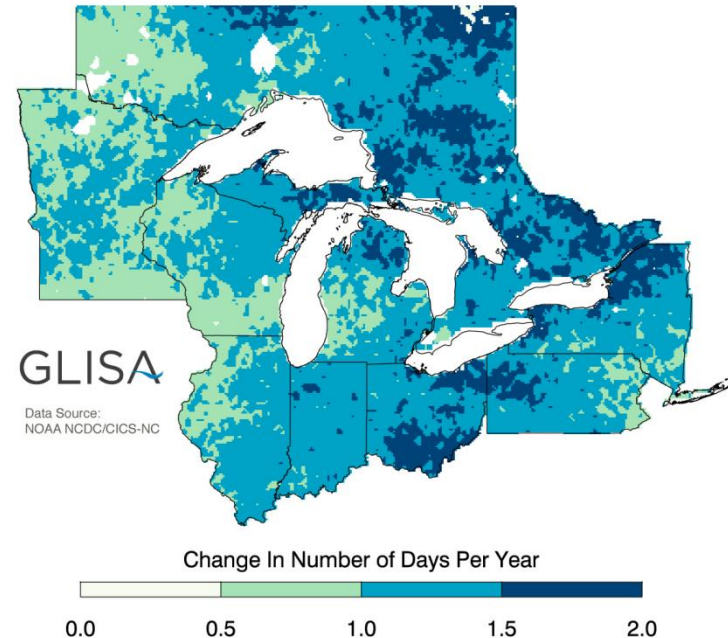 GLISA
Data Source:
NOAA NCDC/CICS-NC
Change In Number of Days Per Year
0.0 0.5 1.0 1.5 2.0